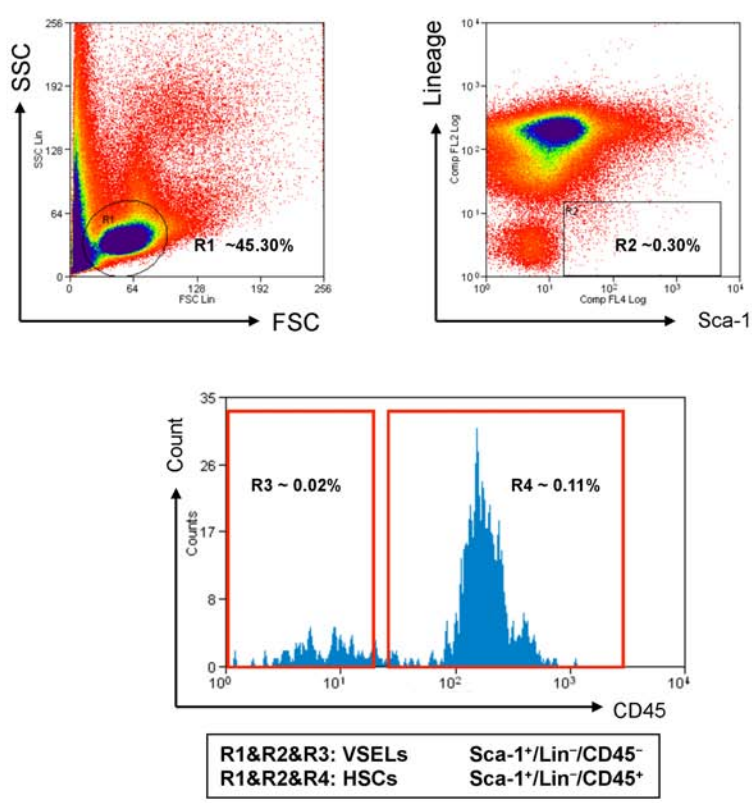 SSC
256
192
128
64
0
SSC Lin
R1
R1 ~45.30%
0 64 128 192 256
FSC Lin
FSC
Lineage
10⁴
10³
10²
10¹
10⁰
Comp FL2 Log
R2
R2 ~0.30%
10⁰ 10¹ 10² 10³ 10⁴
Comp FL4 Log
Sca-1
Count
35
26
17
8
0
Counts
R3 ~ 0.02%
R4 ~ 0.11%
10⁰ 10¹ 10² 10³ 10⁴
CD45
R1&R2&R3: VSELs Sca-1⁺/Lin⁻/CD45⁻
R1&R2&R4: HSCs Sca-1⁺/Lin⁻/CD45⁺